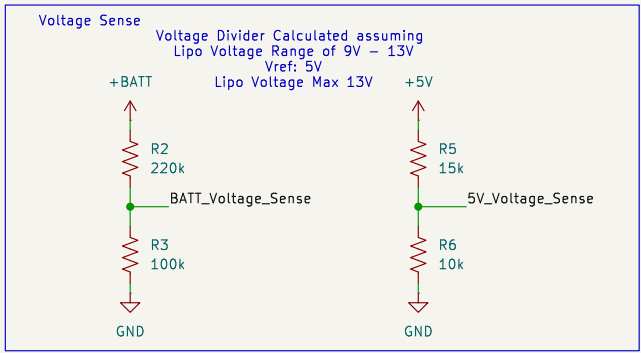 Voltage Sense
Voltage Divider Calculated assuming
Lipo Voltage Range of 9V - 13V
Vref: 5V
Lipo Voltage Max 13V
+BATT
+5V
R2
220k
R5
15k
BATT_Voltage_Sense
5V_Voltage_Sense
R3
100k
R6
10k
GND
GND